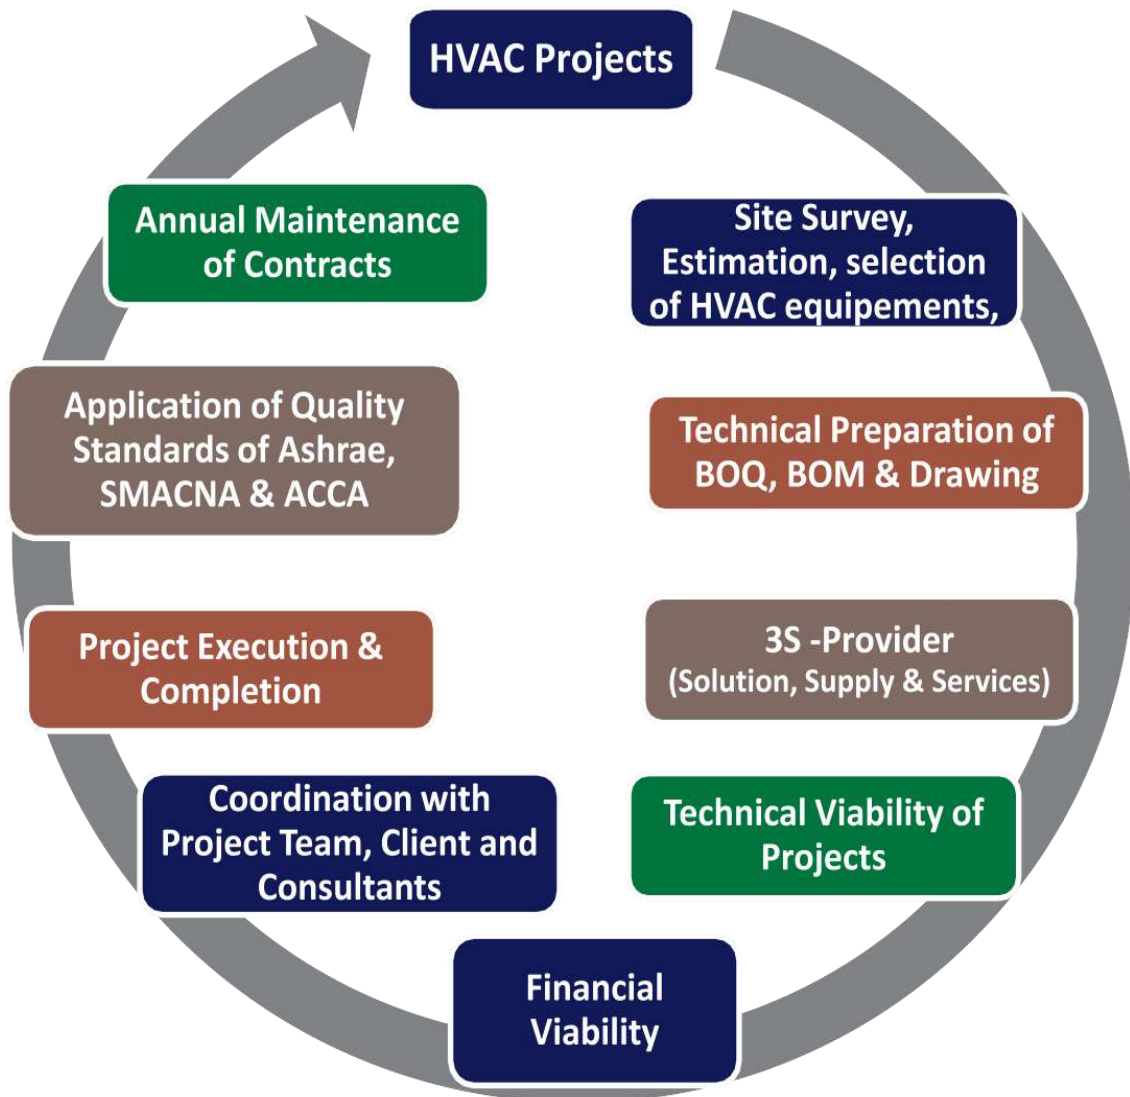 HVAC Projects
Site Survey,
Estimation, selection
of HVAC equipements,
Technical Preparation of
BOQ, BOM & Drawing
3S -Provider
(Solution, Supply & Services)
Technical Viability of
Projects
Financial
Viability
Coordination with
Project Team, Client and
Consultants
Project Execution &
Completion
Application of Quality
Standards of Ashrae,
SMACNA & ACCA
Annual Maintenance
of Contracts